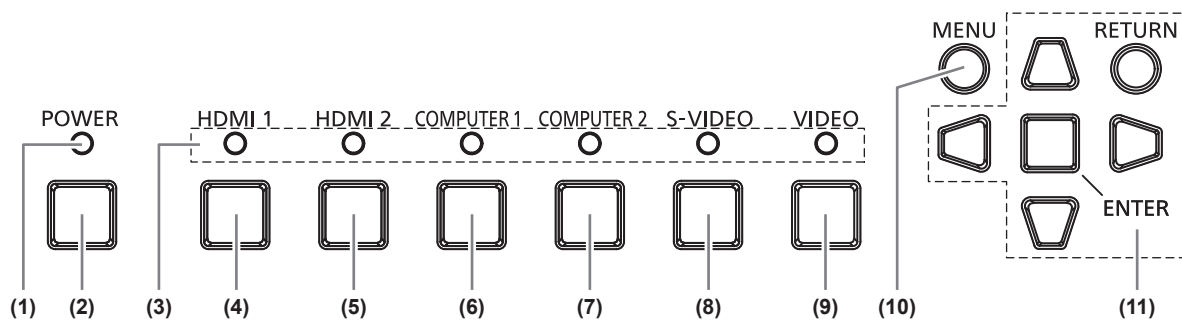 MENU RETURN
POWER HDMI 1 HDMI 2 COMPUTER 1 COMPUTER 2 S-VIDEO VIDEO
ENTER
(1) (2) (3) (4) (5) (6) (7) (8) (9) (10) (11)